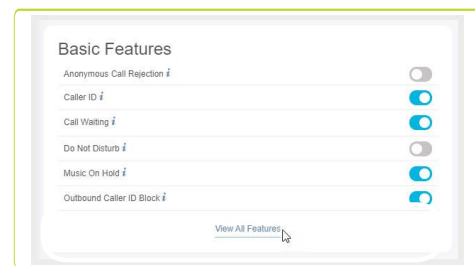 Basic Features
Anonymous Call Rejection i
Caller ID i
Call Waiting i
Do Not Disturb i
Music On Hold i
Outbound Caller ID Block i
View All Features